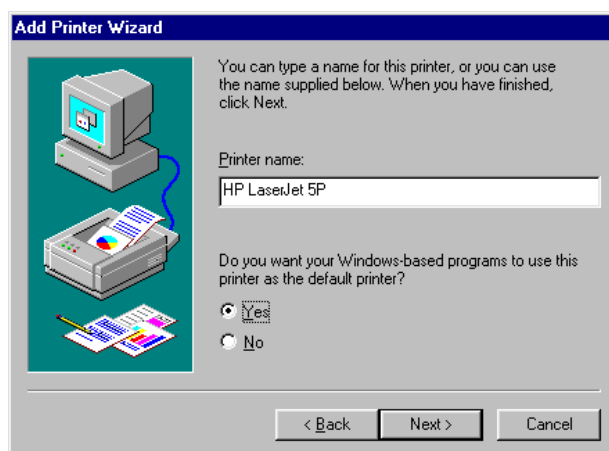 Add Printer Wizard
You can type a name for this printer, or you can use
the name supplied below. When you have finished,
click Next.
Printer name:
HP LaserJet 5P
Do you want your Windows-based programs to use this
printer as the default printer?
Yes
No
< Back
Next >
Cancel